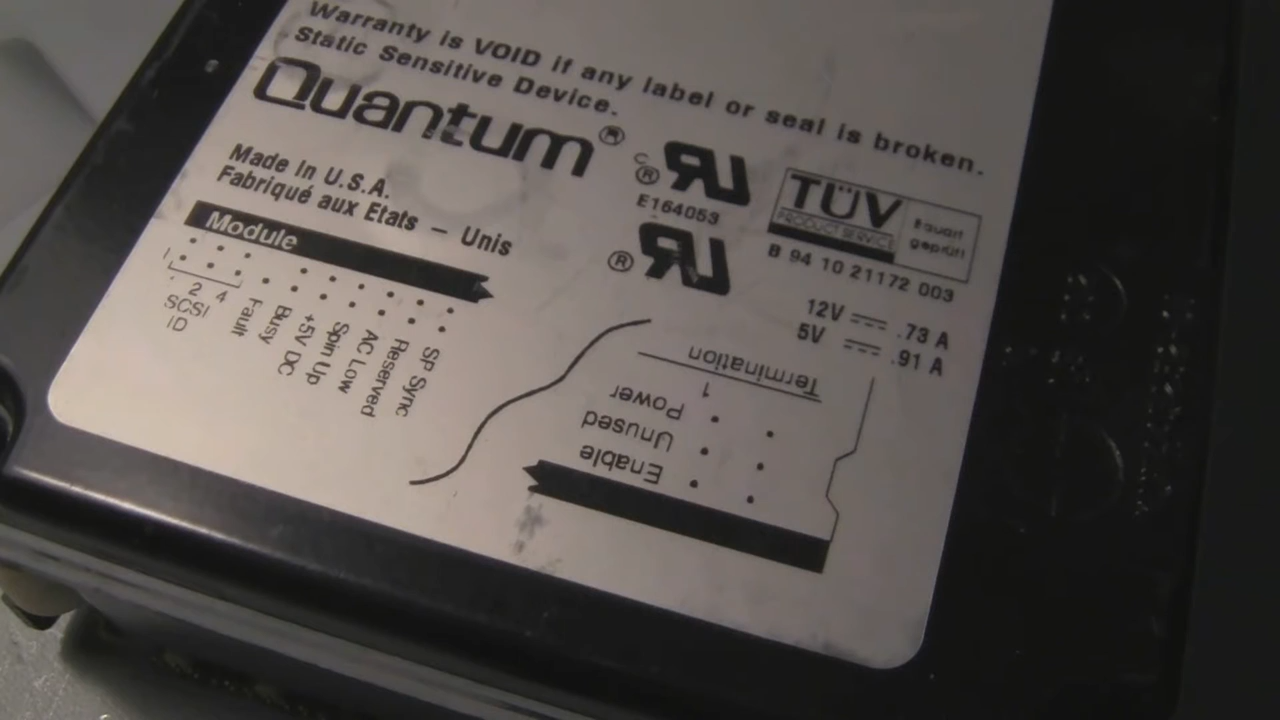 Warranty is VOID if any label or seal is broken.
Static Sensitive Device.
Quantum®
Made in U.S.A.
Fabriqué aux Etats – Unis
C
® RU
E164053
® RU
TÜV
PRODUCT SERVICE
Bauart
geprüft
B 94 10 21172 003
12V .73 A
5V .91 A
Module
1 2 4
SCSI
ID
Fault
Busy
+5V DC
Spin Up
AC Low
Reserved
SP Sync
Termination
1
Power
Unused
Enable